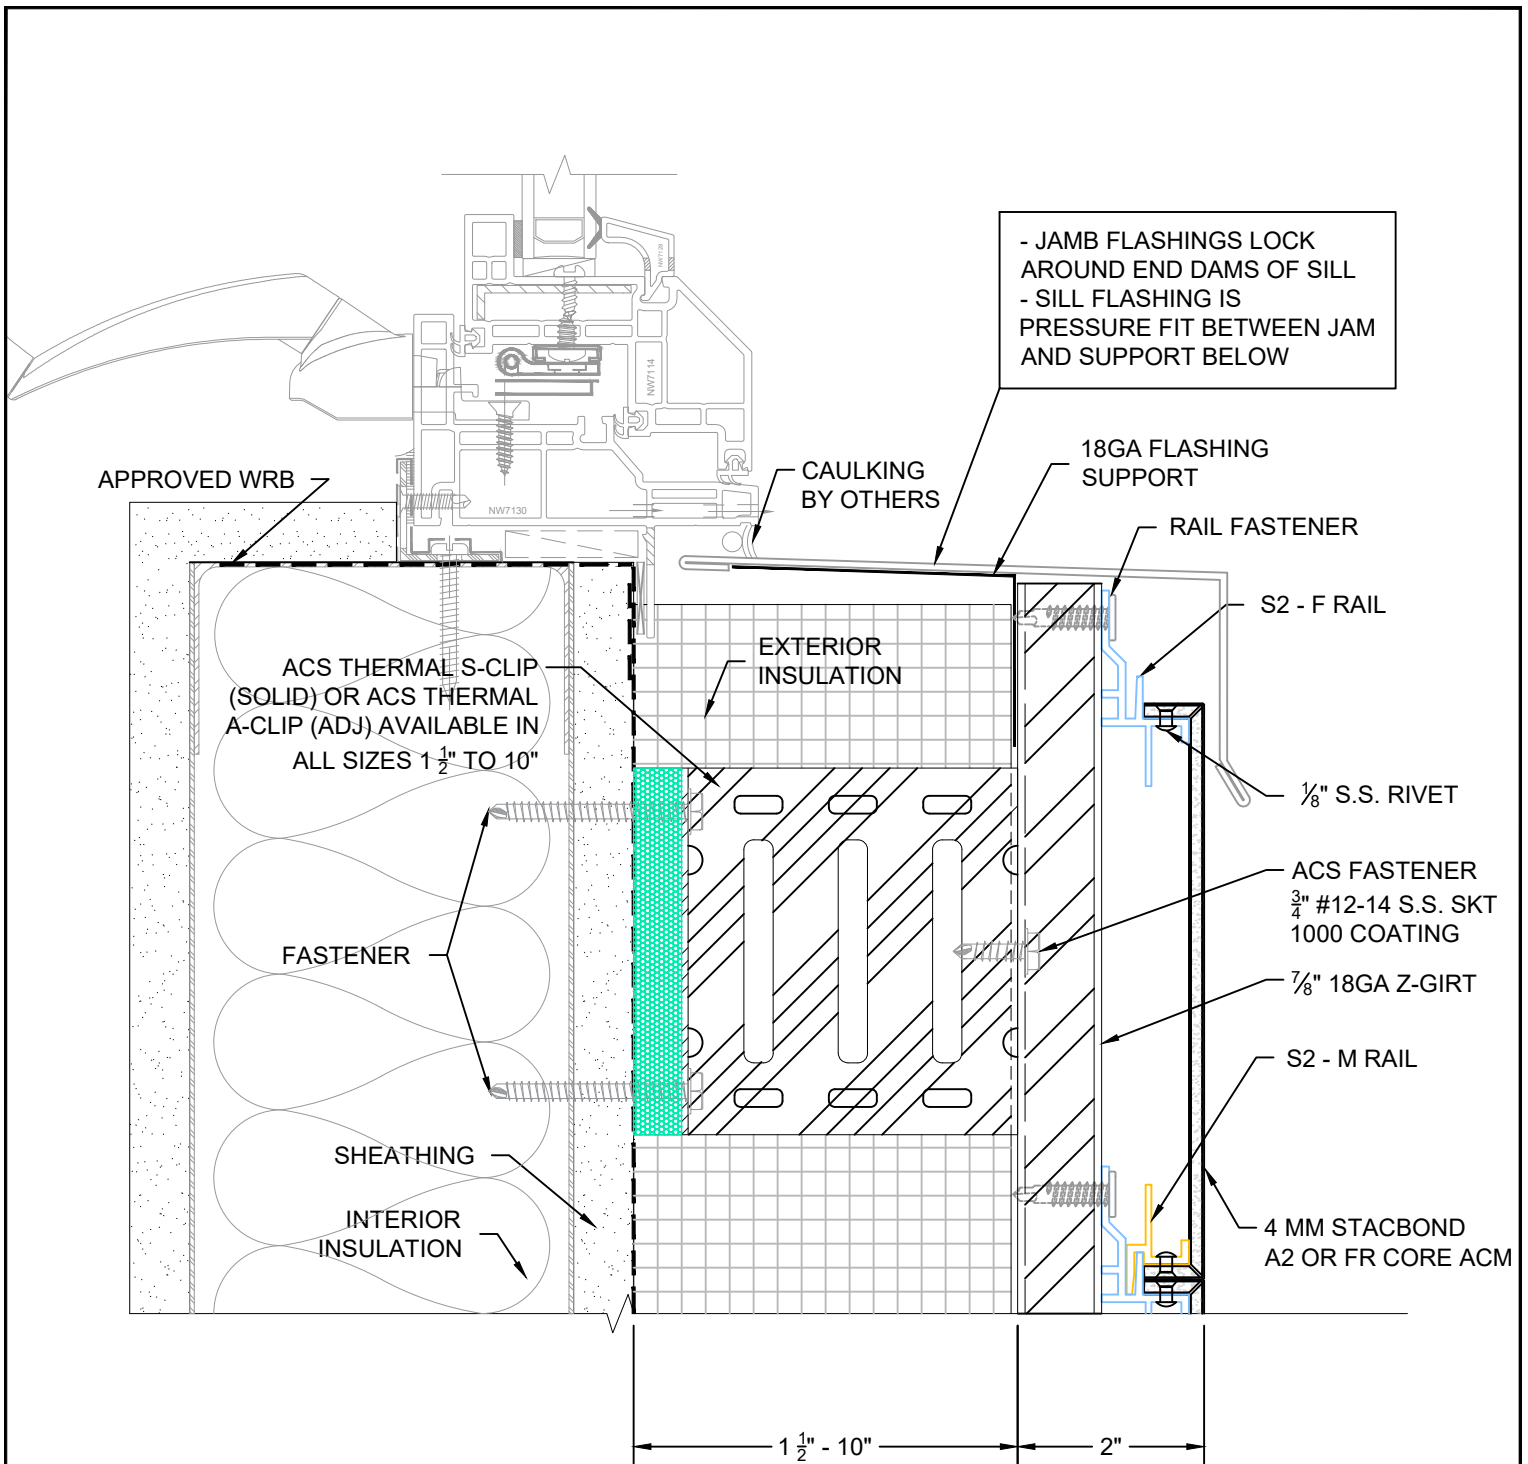 - JAMB FLASHINGS LOCK
AROUND END DAMS OF SILL
- SILL FLASHING IS
PRESSURE FIT BETWEEN JAM
AND SUPPORT BELOW
NW7128
NW7114
NW7130
APPROVED WRB
CAULKING
BY OTHERS
18GA FLASHING
SUPPORT
RAIL FASTENER
S2 - F RAIL
EXTERIOR
INSULATION
ACS THERMAL S-CLIP
(SOLID) OR ACS THERMAL
A-CLIP (ADJ) AVAILABLE IN
ALL SIZES 1 1/2" TO 10"
1/8" S.S. RIVET
ACS FASTENER
3/4" #12-14 S.S. SKT
1000 COATING
FASTENER
7/8" 18GA Z-GIRT
S2 - M RAIL
SHEATHING
INTERIOR
INSULATION
4 MM STACBOND
A2 OR FR CORE ACM
1 1/2" - 10"
2"